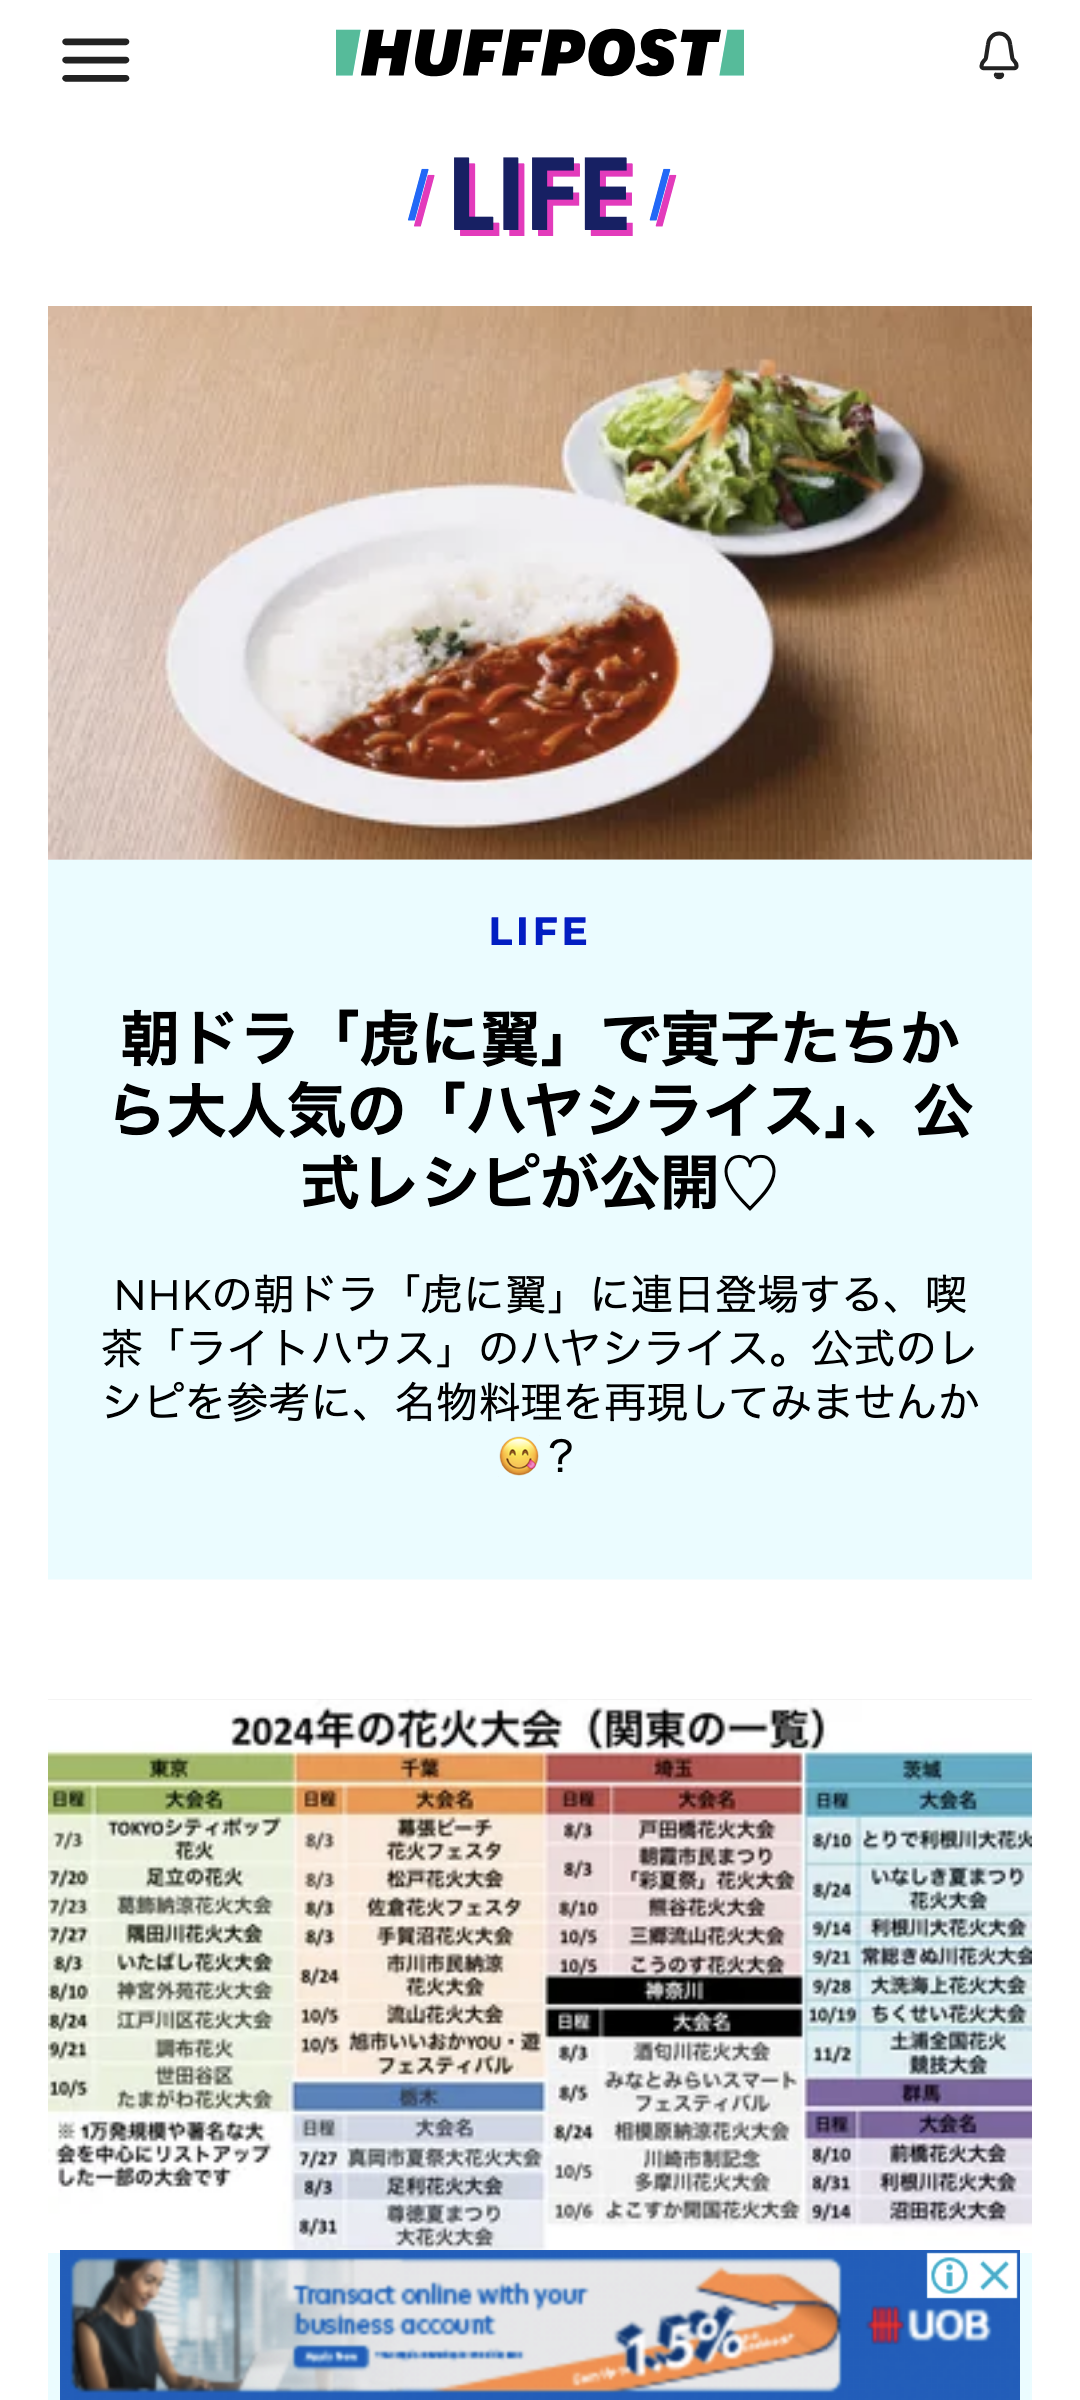 HUFFPOST
/ LIFE /
LIFE
朝ドラ「虎に翼」で寅子たちか
ら大人気の「ハヤシライス」、公
式レシピが公開♡
NHKの朝ドラ「虎に翼」に連日登場する、喫
茶「ライトハウス」のハヤシライス。公式のレ
シピを参考に、名物料理を再現してみませんか
😋？
2024年の花火大会（関東の一覧）
東京
日程 大会名
7/3 TOKYOシティポップ
花火
7/20 足立の花火
7/23 葛飾納涼花火大会
7/27 隅田川花火大会
8/3 いたばし花火大会
8/10 神宮外苑花火大会
8/24 江戸川区花火大会
9/21 調布花火
10/5 世田谷区
たまがわ花火大会
※ 1万発規模や著名な大
会を中心にリストアップ
した一部の大会です
千葉
日程 大会名
8/3 幕張ビーチ
花火フェスタ
8/3 松戸花火大会
8/3 佐倉花火フェスタ
8/3 手賀沼花火大会
8/24 市川市民納涼
花火大会
10/5 流山花火大会
10/5 旭市いいおかYOU・遊
フェスティバル
栃木
日程 大会名
7/27 真岡市夏祭大花火大会
8/3 足利花火大会
8/31 尊徳夏まつり
大花火大会
埼玉
日程 大会名
8/3 戸田橋花火大会
8/3 朝霞市民まつり
「彩夏祭」花火大会
8/10 熊谷花火大会
10/5 三郷流山花火大会
10/5 こうのす花火大会
神奈川
日程 大会名
8/3 酒匂川花火大会
8/5 みなとみらいスマート
フェスティバル
8/24 相模原納涼花火大会
10/5 川崎市制記念
多摩川花火大会
10/6 よこすか開国花火大会
茨城
日程 大会名
8/10 とりで利根川大花火
8/24 いなしき夏まつり
花火大会
9/14 利根川大花火大会
9/21 常総きぬ川花火大会
9/28 大洗海上花火大会
10/19 ちくせい花火大会
11/2 土浦全国花火
競技大会
群馬
日程 大会名
8/10 前橋花火大会
8/31 利根川花火大会
9/14 沼田花火大会
Transact online with your
business account
Apply Now
1.5%
UOB